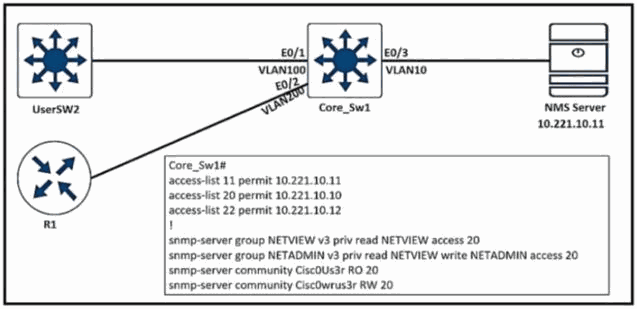 E0/1
E0/3
VLAN100
VLAN10
E0/2
VLAN200
UserSW2
Core_Sw1
NMS Server
10.221.10.11
R1
Core_Sw1#
access-list 11 permit 10.221.10.11
access-list 20 permit 10.221.10.10
access-list 22 permit 10.221.10.12
!
snmp-server group NETVIEW v3 priv read NETVIEW access 20
snmp-server group NETADMIN v3 priv read NETVIEW write NETADMIN access 20
snmp-server community Cisc0Us3r RO 20
snmp-server community Cisc0wrus3r RW 20